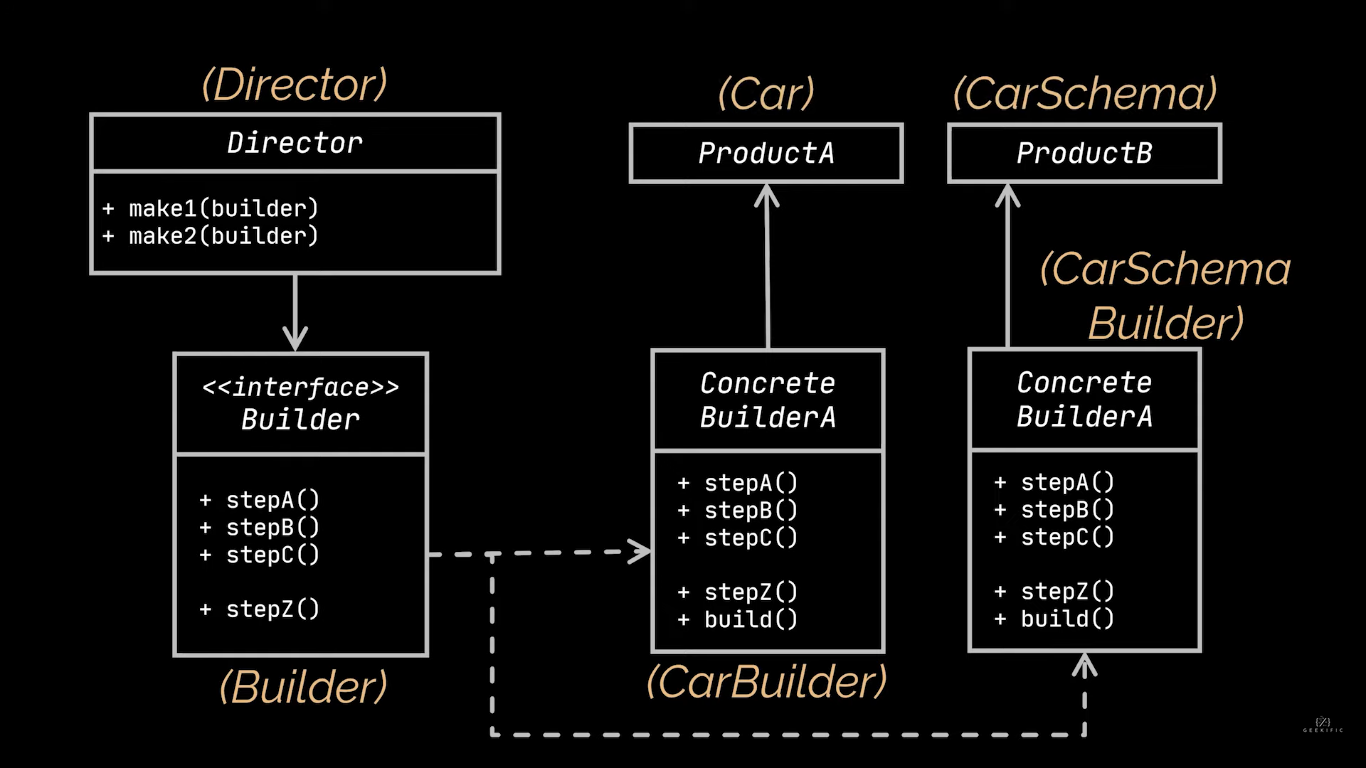 (Director)
Director
+ make1(builder)
+ make2(builder)
<<interface>>
Builder
+ stepA()
+ stepB()
+ stepC()
+ stepZ()
(Builder)
(Car)
ProductA
Concrete
BuilderA
+ stepA()
+ stepB()
+ stepC()
+ stepZ()
+ build()
(CarBuilder)
(CarSchema)
ProductB
(CarSchema
Builder)
Concrete
BuilderA
+ stepA()
+ stepB()
+ stepC()
+ stepZ()
+ build()
GEEKIFIC